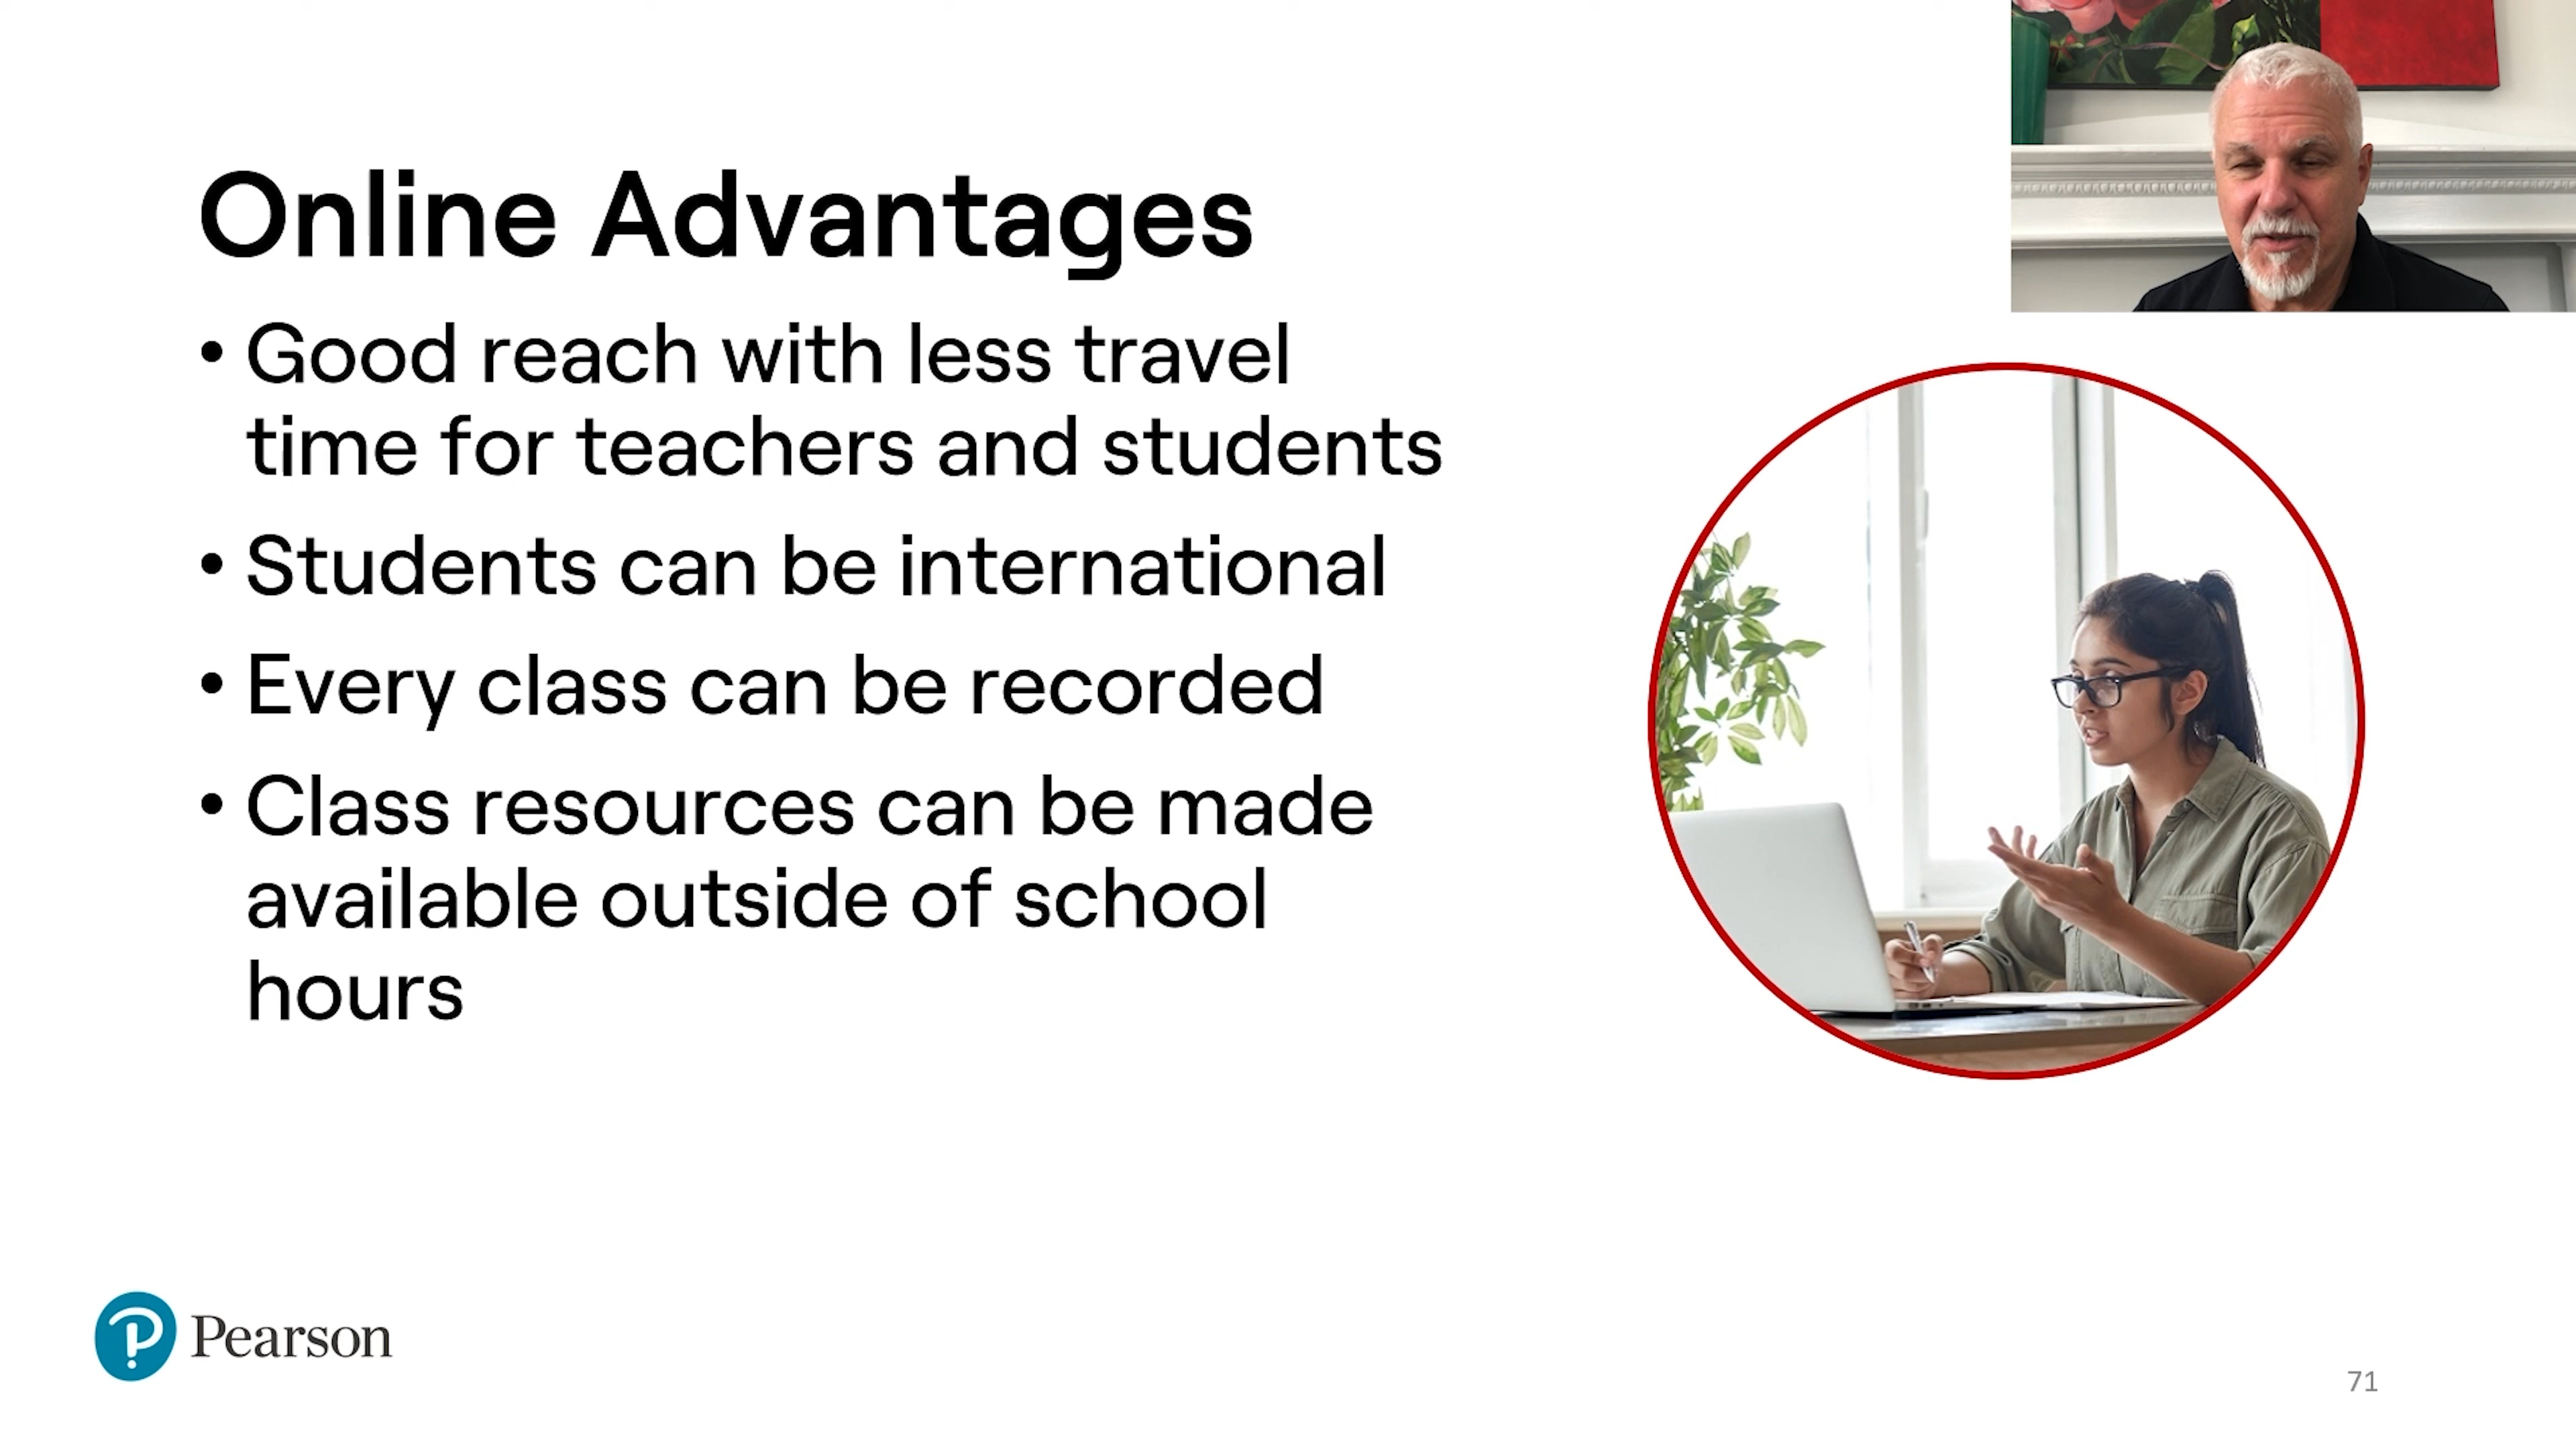 Online Advantages
• Good reach with less travel
time for teachers and students
• Students can be international
• Every class can be recorded
• Class resources can be made
available outside of school
hours
Pearson
71